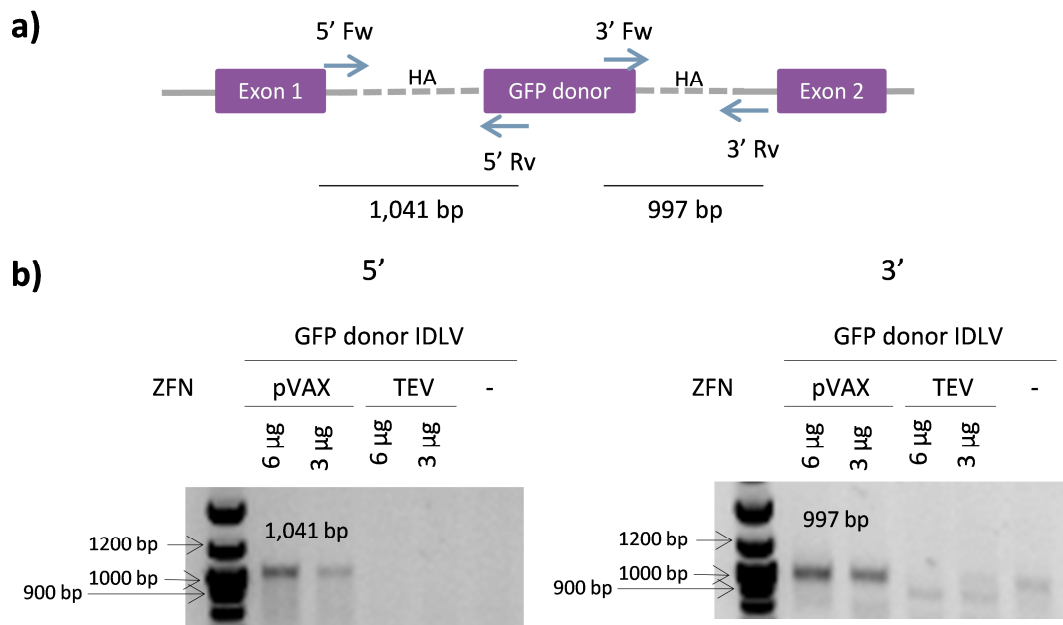 a)
5’ Fw
3’ Fw
HA
HA
Exon 1
GFP donor
Exon 2
5’ Rv
3’ Rv
1,041 bp
997 bp
b)
5’
3’
GFP donor IDLV
GFP donor IDLV
ZFN
pVAX
TEV
-
ZFN
pVAX
TEV
-
6 µg
3 µg
6 µg
3 µg
6 µg
3 µg
6 µg
3 µg
1,041 bp
1200 bp
1000 bp
900 bp
997 bp
1200 bp
1000 bp
900 bp